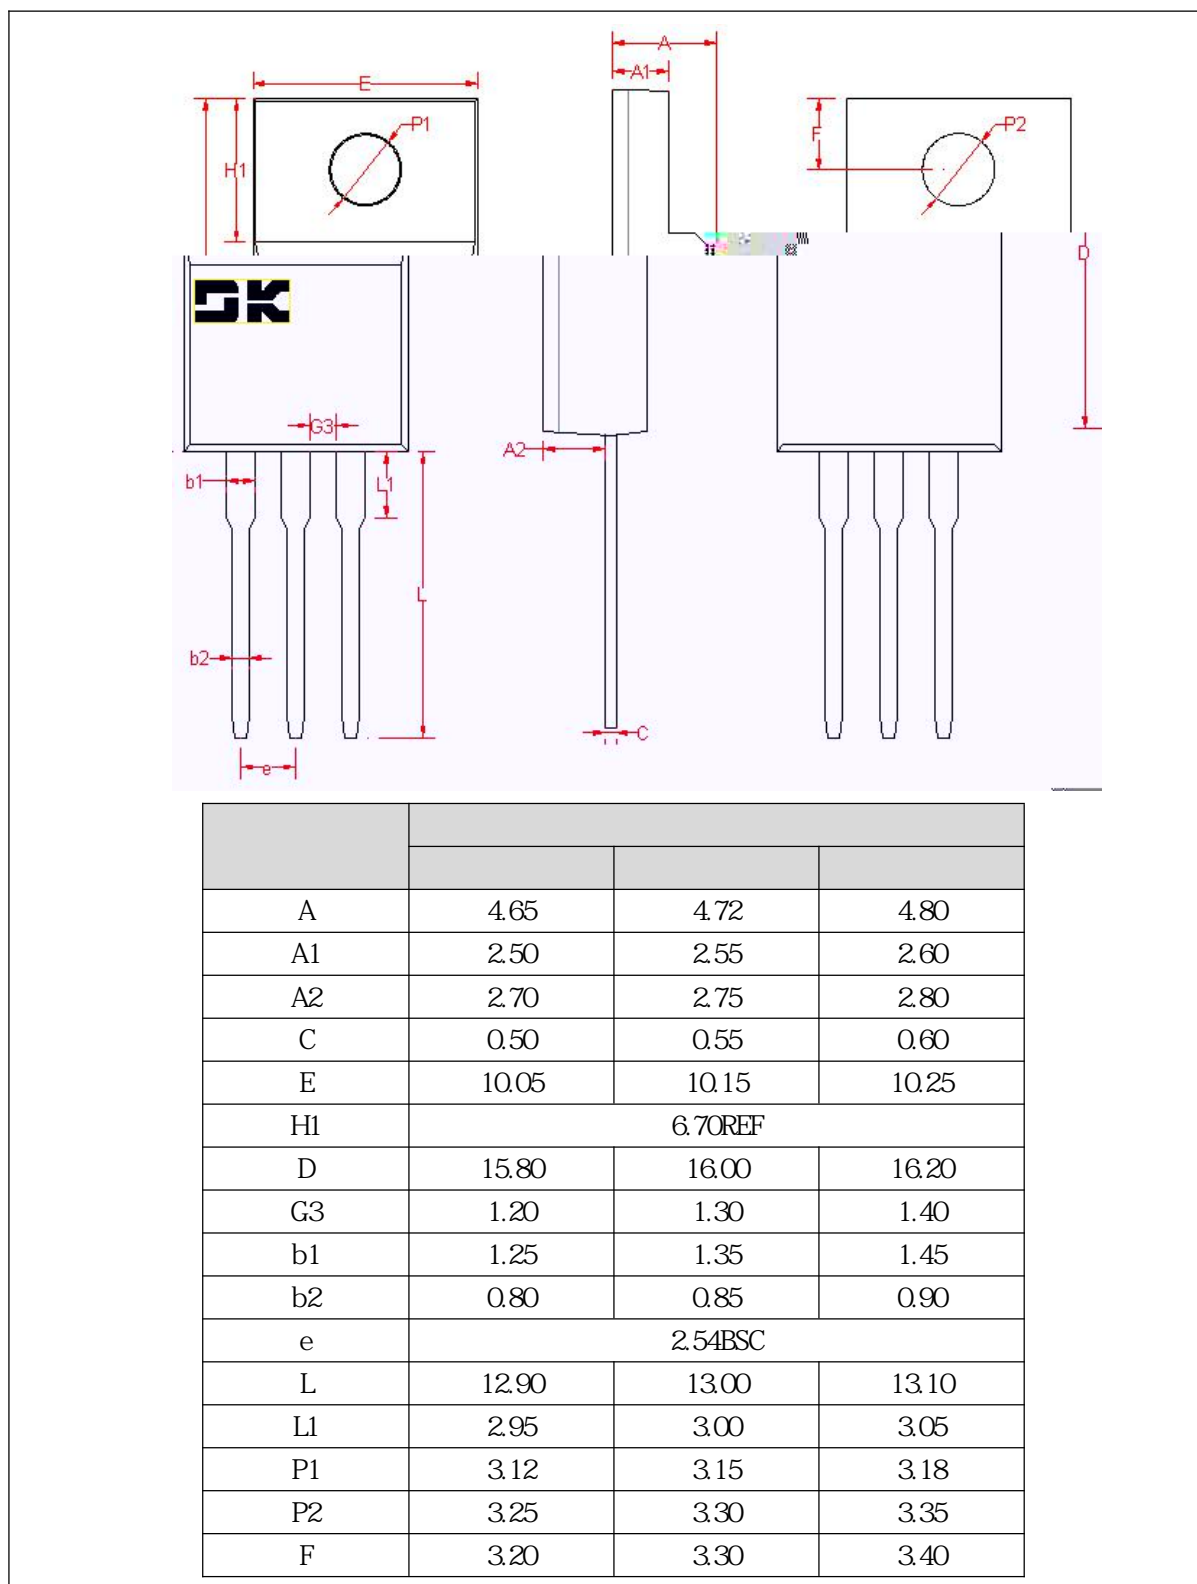 A
A1
E
P1
P2
F
H1
D
SK
G3
A2
b1
L1
L
b2
C
e
A 4.65 4.72 4.80
A1 2.50 2.55 2.60
A2 2.70 2.75 2.80
C 0.50 0.55 0.60
E 10.05 10.15 10.25
H1 6.70REF
D 15.80 16.00 16.20
G3 1.20 1.30 1.40
b1 1.25 1.35 1.45
b2 0.80 0.85 0.90
e 2.54BSC
L 12.90 13.00 13.10
L1 2.95 3.00 3.05
P1 3.12 3.15 3.18
P2 3.25 3.30 3.35
F 3.20 3.30 3.40